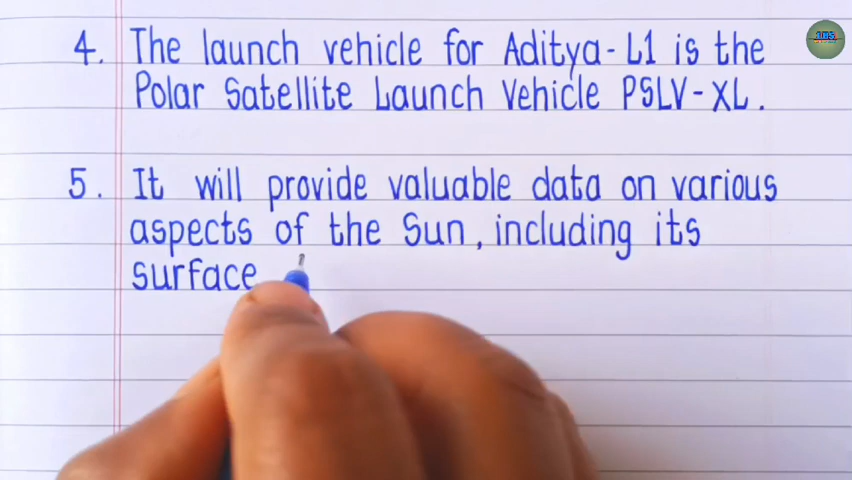 4. The launch vehicle for Aditya-L1 is the
Polar Satellite Launch Vehicle PSLV-XL.
5. It will provide valuable data on various
aspects of the Sun, including its
surface